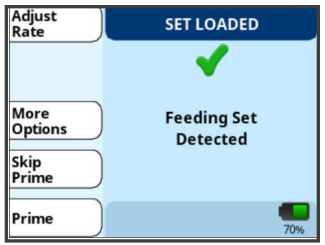 Adjust
Rate
SET LOADED
More
Options
Feeding Set
Detected
Skip
Prime
Prime
70%